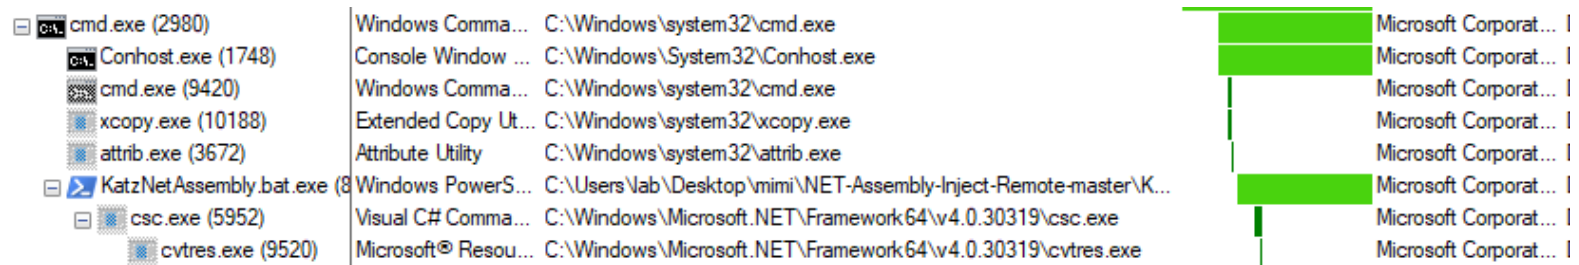 cmd.exe (2980) Windows Comma... C:\Windows\system32\cmd.exe Microsoft Corporat...
Conhost.exe (1748) Console Window ... C:\Windows\System32\Conhost.exe Microsoft Corporat...
cmd.exe (9420) Windows Comma... C:\Windows\system32\cmd.exe Microsoft Corporat...
xcopy.exe (10188) Extended Copy Ut... C:\Windows\system32\xcopy.exe Microsoft Corporat...
attrib.exe (3672) Attribute Utility C:\Windows\system32\attrib.exe Microsoft Corporat...
KatzNetAssembly.bat.exe (8 Windows PowerS... C:\Users\lab\Desktop\mimi\NET-Assembly-Inject-Remote-master\K... Microsoft Corporat...
csc.exe (5952) Visual C# Comma... C:\Windows\Microsoft.NET\Framework64\v4.0.30319\csc.exe Microsoft Corporat...
cvtres.exe (9520) Microsoft® Resou... C:\Windows\Microsoft.NET\Framework64\v4.0.30319\cvtres.exe Microsoft Corporat...